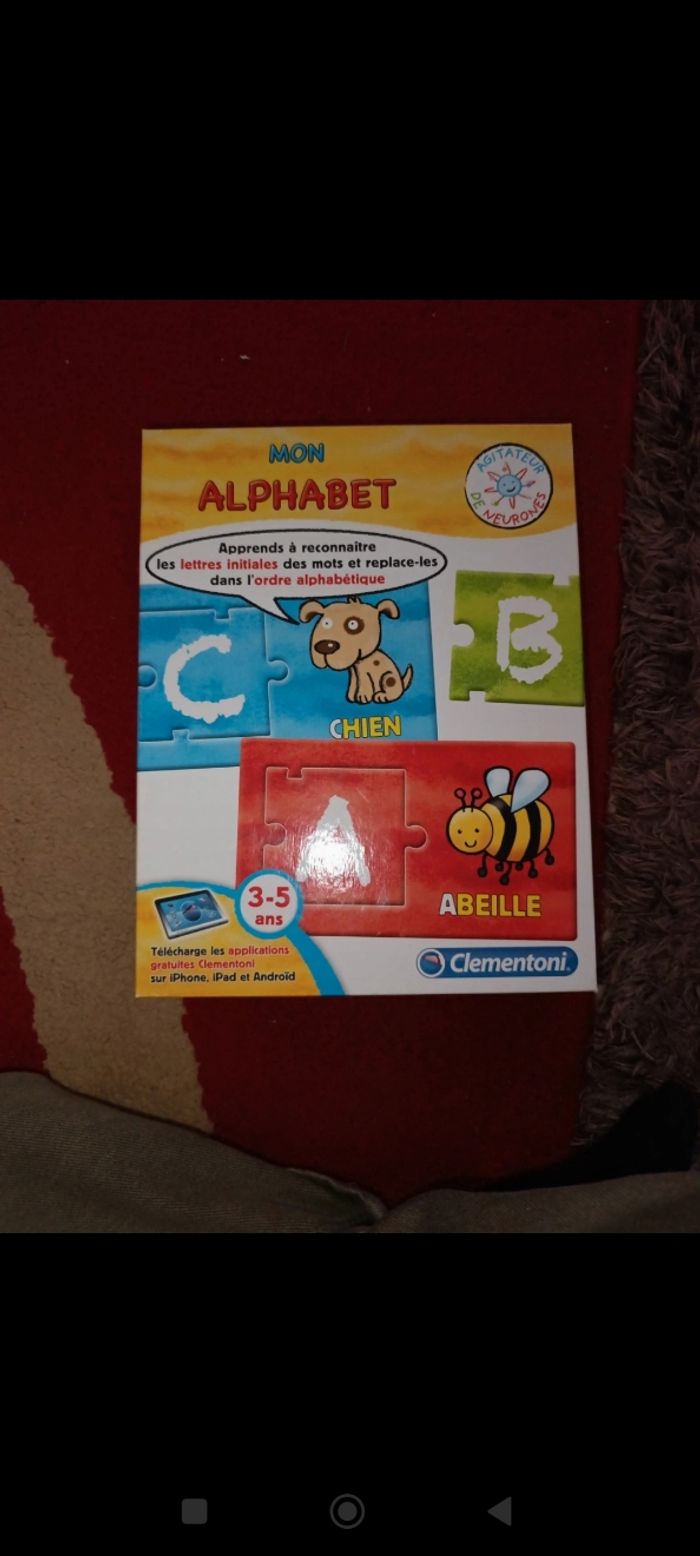 MON
ALPHABET
AGITATEUR
DE NEURONES
Apprends à reconnaître
les lettres initiales des mots et replace-les
dans l'ordre alphabétique
C
B
CHIEN
A
ABEILLE
3-5
ans
Télécharge les applications
gratuites Clementoni
sur iPhone, iPad et Androïd
Clementoni